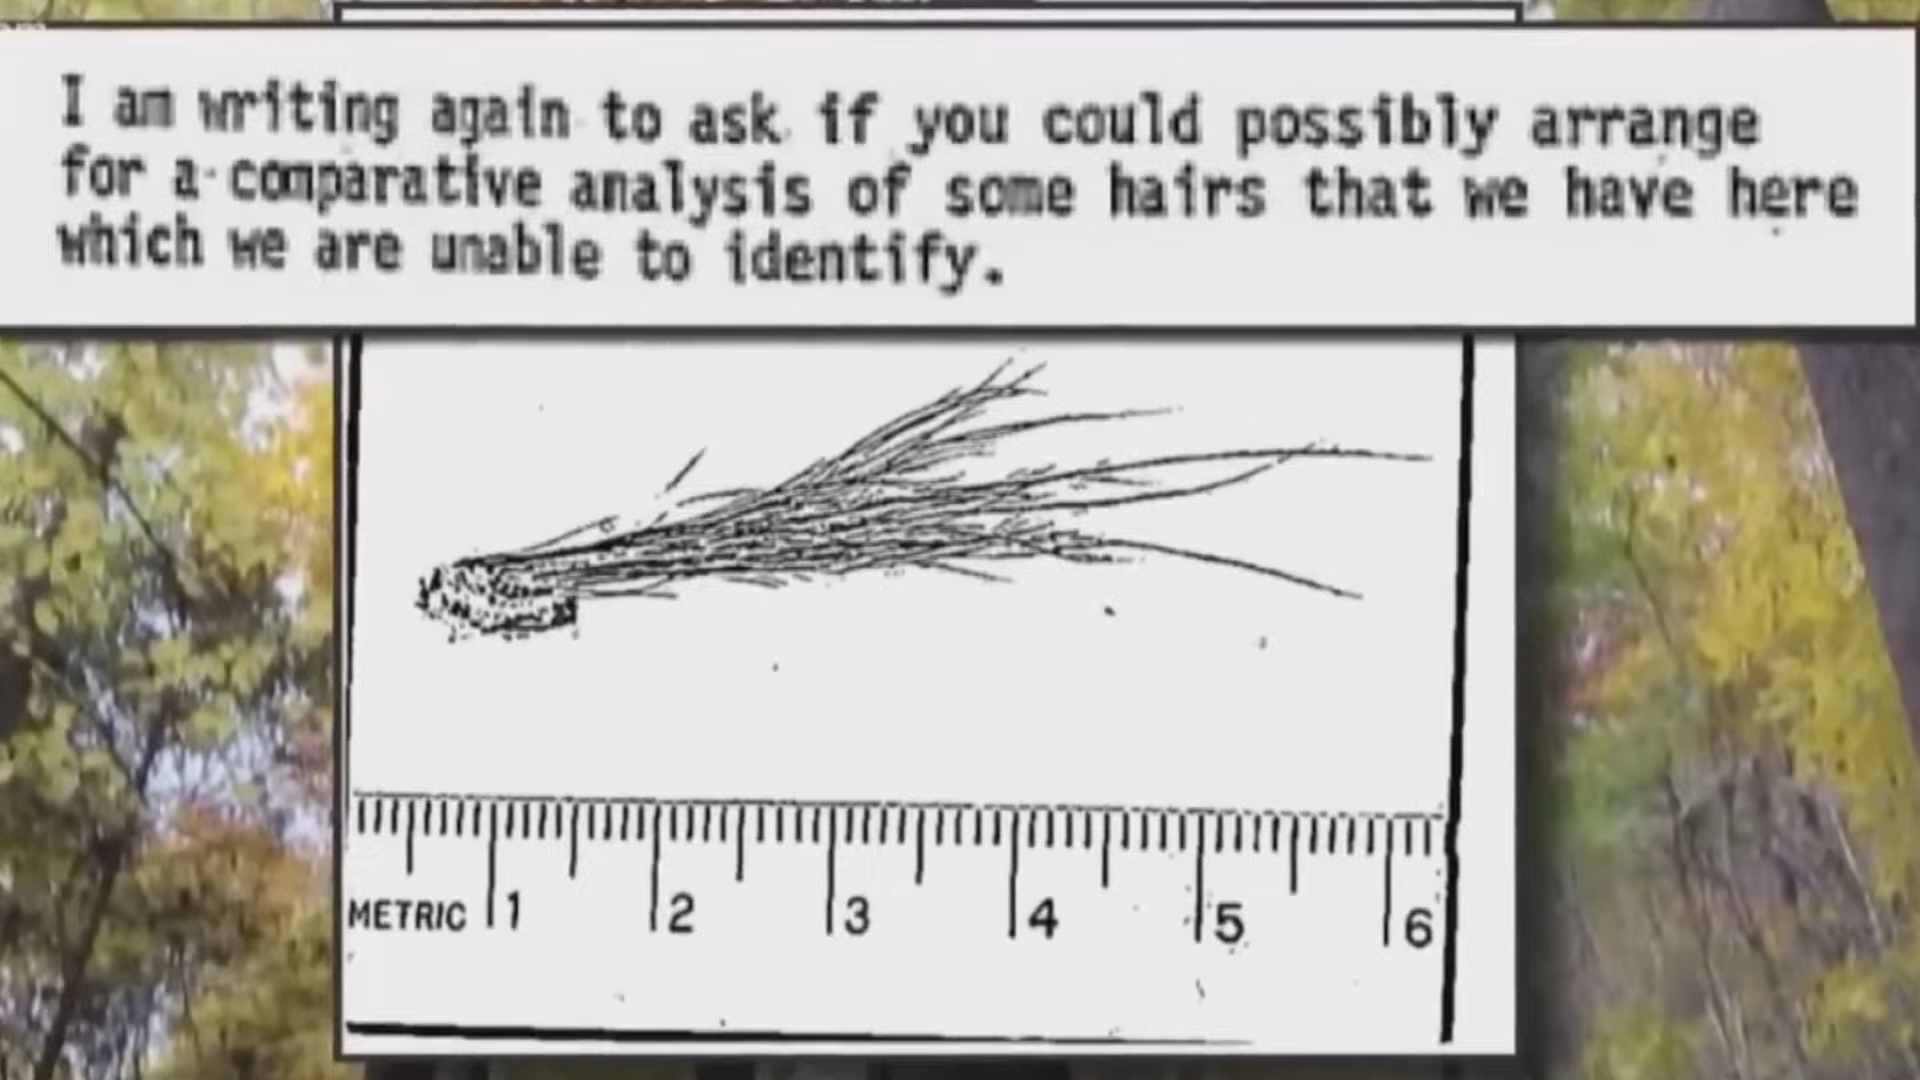 I am writing again to ask if you could possibly arrange
for a comparative analysis of some hairs that we have here
which we are unable to identify.
METRIC 1 2 3 4 5 6